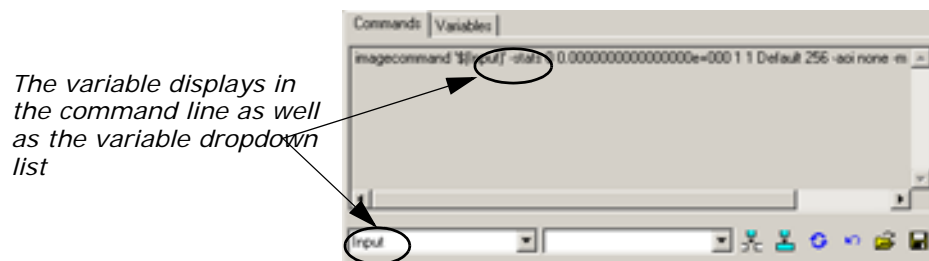 Commands Variables
imagecommand '$(Input)' -stats 0 0.0000000000000000e+000 1 1 Default 256 -aoi none -m
The variable displays in
the command line as well
as the variable dropdown
list
Input